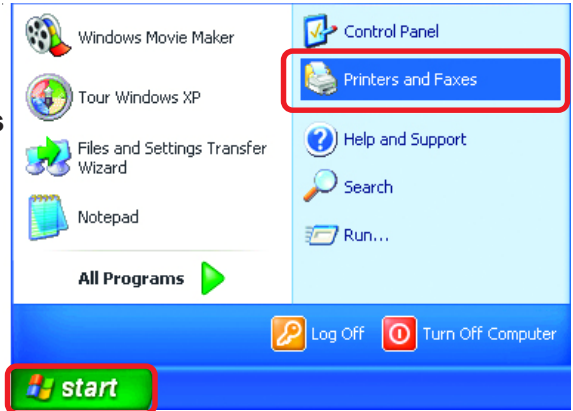 Windows Movie Maker
Tour Windows XP
s
Files and Settings Transfer
Wizard
Notepad
All Programs
Control Panel
Printers and Faxes
Help and Support
Search
Run...
Log Off
Turn Off Computer
start